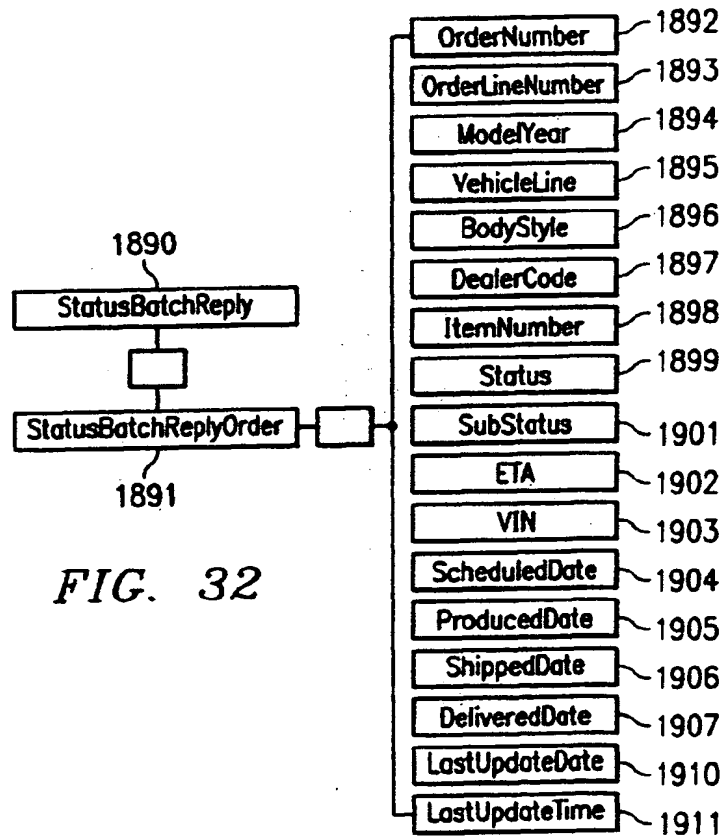 OrderNumber 1892
OrderLineNumber 1893
ModelYear 1894
VehicleLine 1895
BodyStyle 1896
DealerCode 1897
ItemNumber 1898
Status 1899
SubStatus 1901
ETA 1902
VIN 1903
ScheduledDate 1904
ProducedDate 1905
ShippedDate 1906
DeliveredDate 1907
LastUpdateDate 1910
LastUpdateTime 1911
1890
StatusBatchReply
StatusBatchReplyOrder
1891
FIG. 32